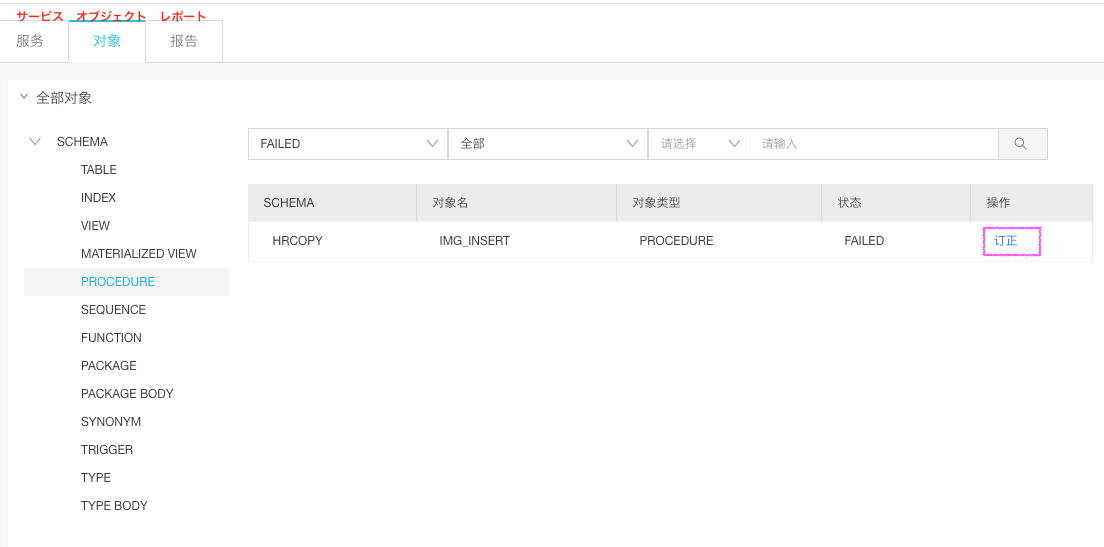 サービス オブジェクト レポート
服务 对象 报告
全部对象
SCHEMA
TABLE
INDEX
VIEW
MATERIALIZED VIEW
PROCEDURE
SEQUENCE
FUNCTION
PACKAGE
PACKAGE BODY
SYNONYM
TRIGGER
TYPE
TYPE BODY
FAILED 全部 请选择 请输入
SCHEMA 对象名 对象类型 状态 操作
HRCOPY IMG_INSERT PROCEDURE FAILED 订正